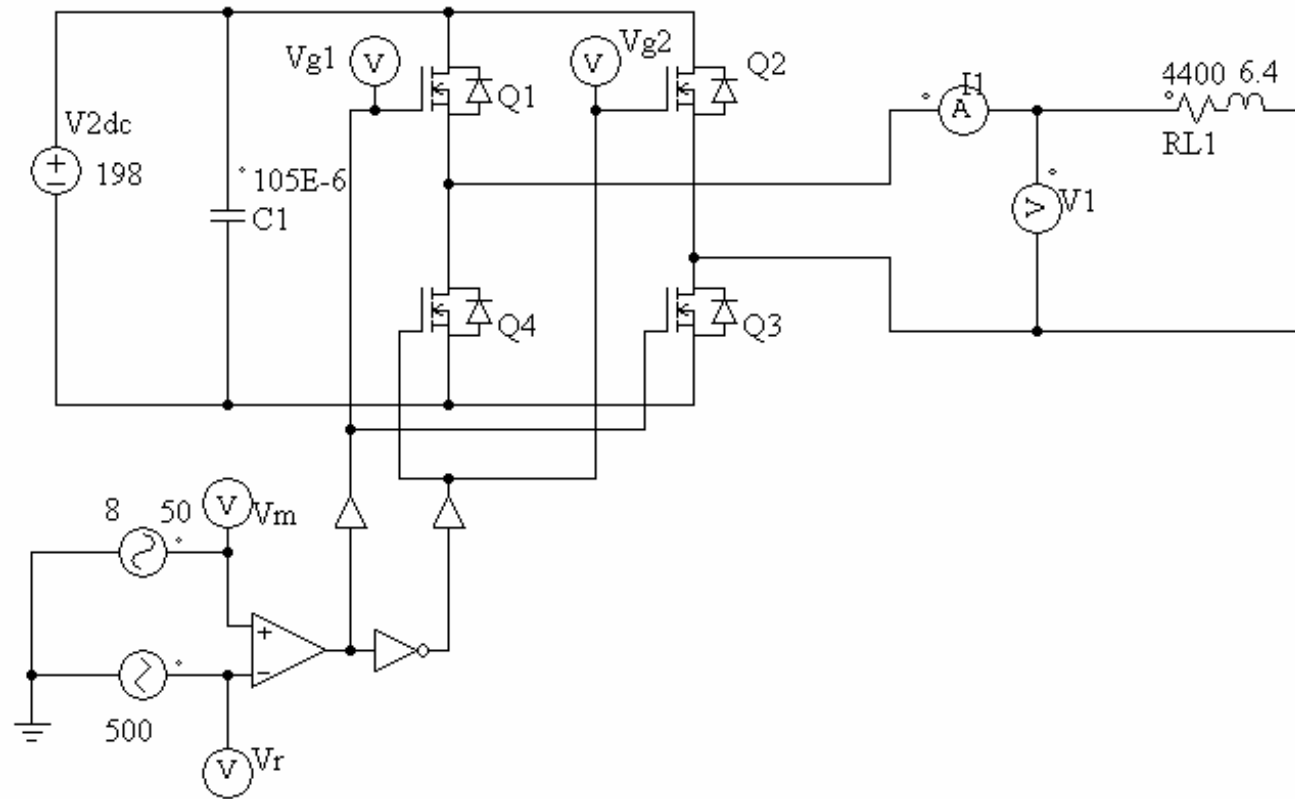 Vg1
V
Vg2
V
Q2
Q1
4400 6.4
I1
A
RL1
V2dc
198
105E-6
C1
V
V1
Q4
Q3
8 50
V
Vm
+
−
500
V
Vr